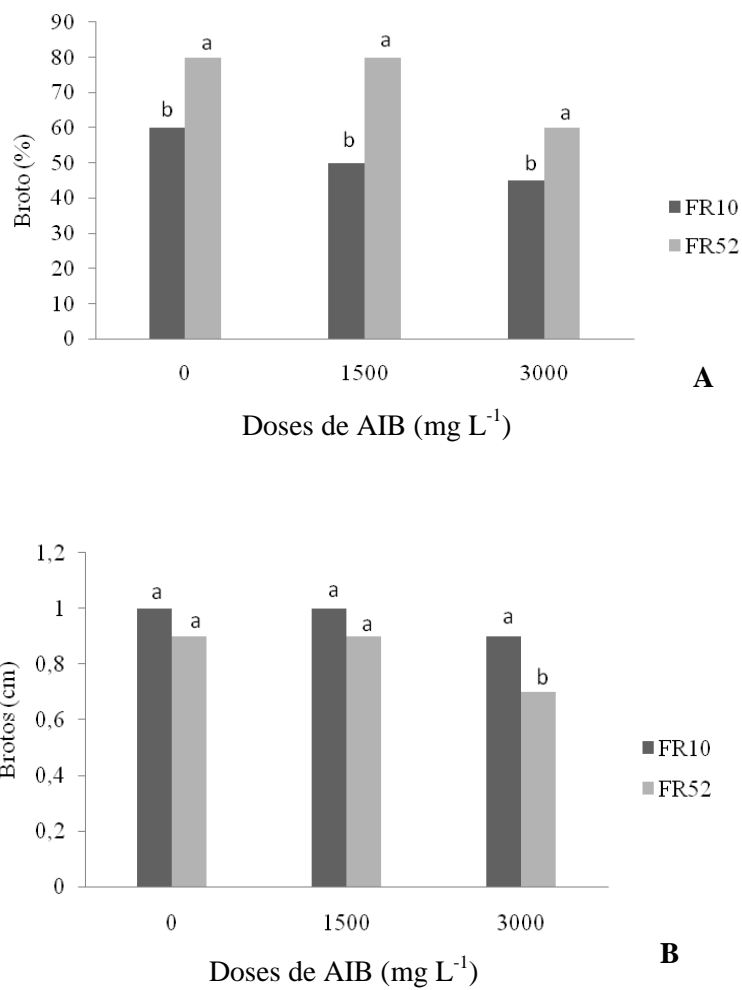 90
80
70
60
50
40
30
20
10
0
Broto (%)
b
a
b
a
b
a
0
1500
3000
FR10
FR52
A
Doses de AIB (mg L⁻¹)
1,2
1
0,8
0,6
0,4
0,2
0
Brotos (cm)
a
a
a
a
a
b
0
1500
3000
FR10
FR52
B
Doses de AIB (mg L⁻¹)